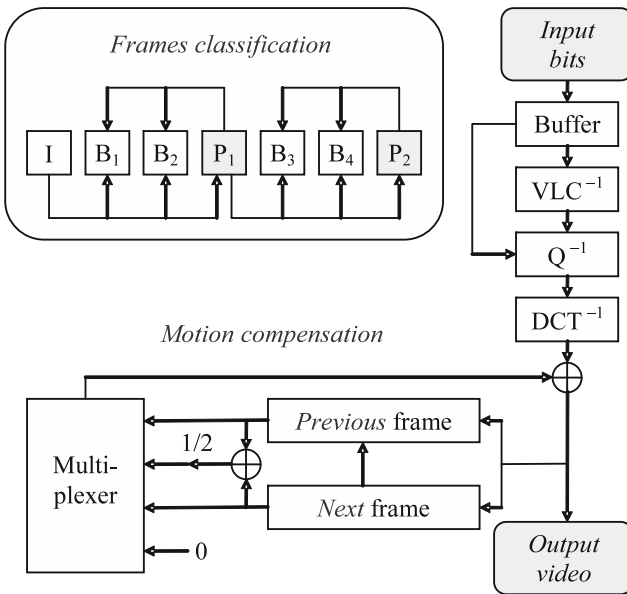 Frames classification
I B₁ B₂ P₁ B₃ B₄ P₂
Input
bits
Buffer
VLC⁻¹
Q⁻¹
DCT⁻¹
Motion compensation
Multi-
plexer
1/2
0
Previous frame
Next frame
Output
video